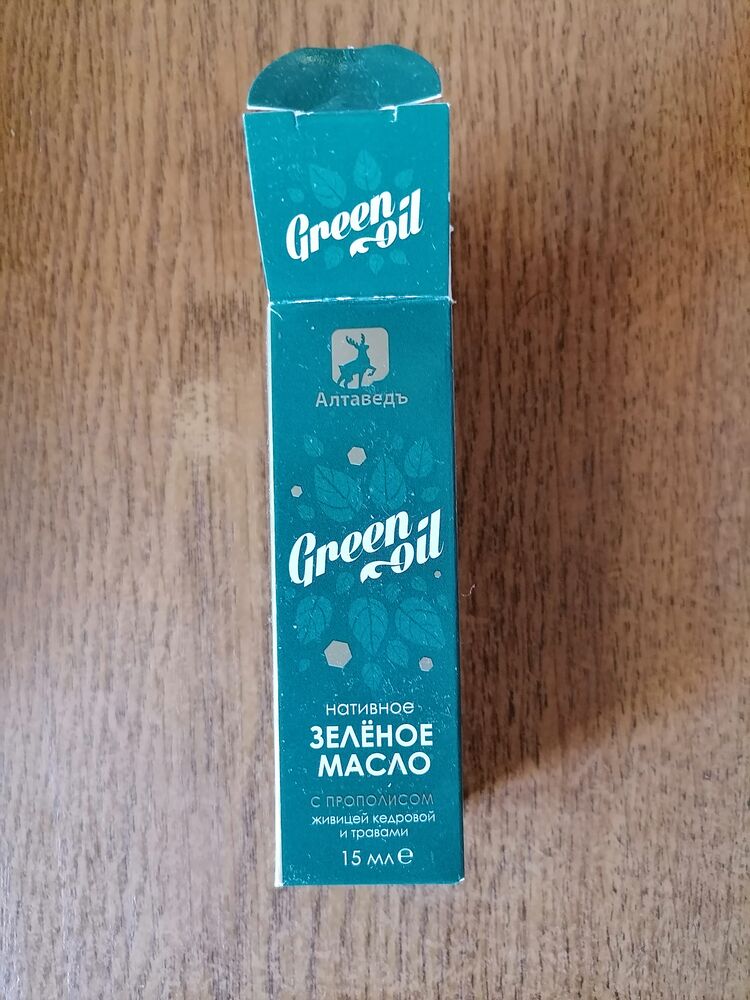 Green
oil
Алтаведъ
Green
oil
нативное
ЗЕЛЁНОЕ
МАСЛО
С ПРОПОЛИСОМ
живицей кедровой
и травами
15 мл ℮